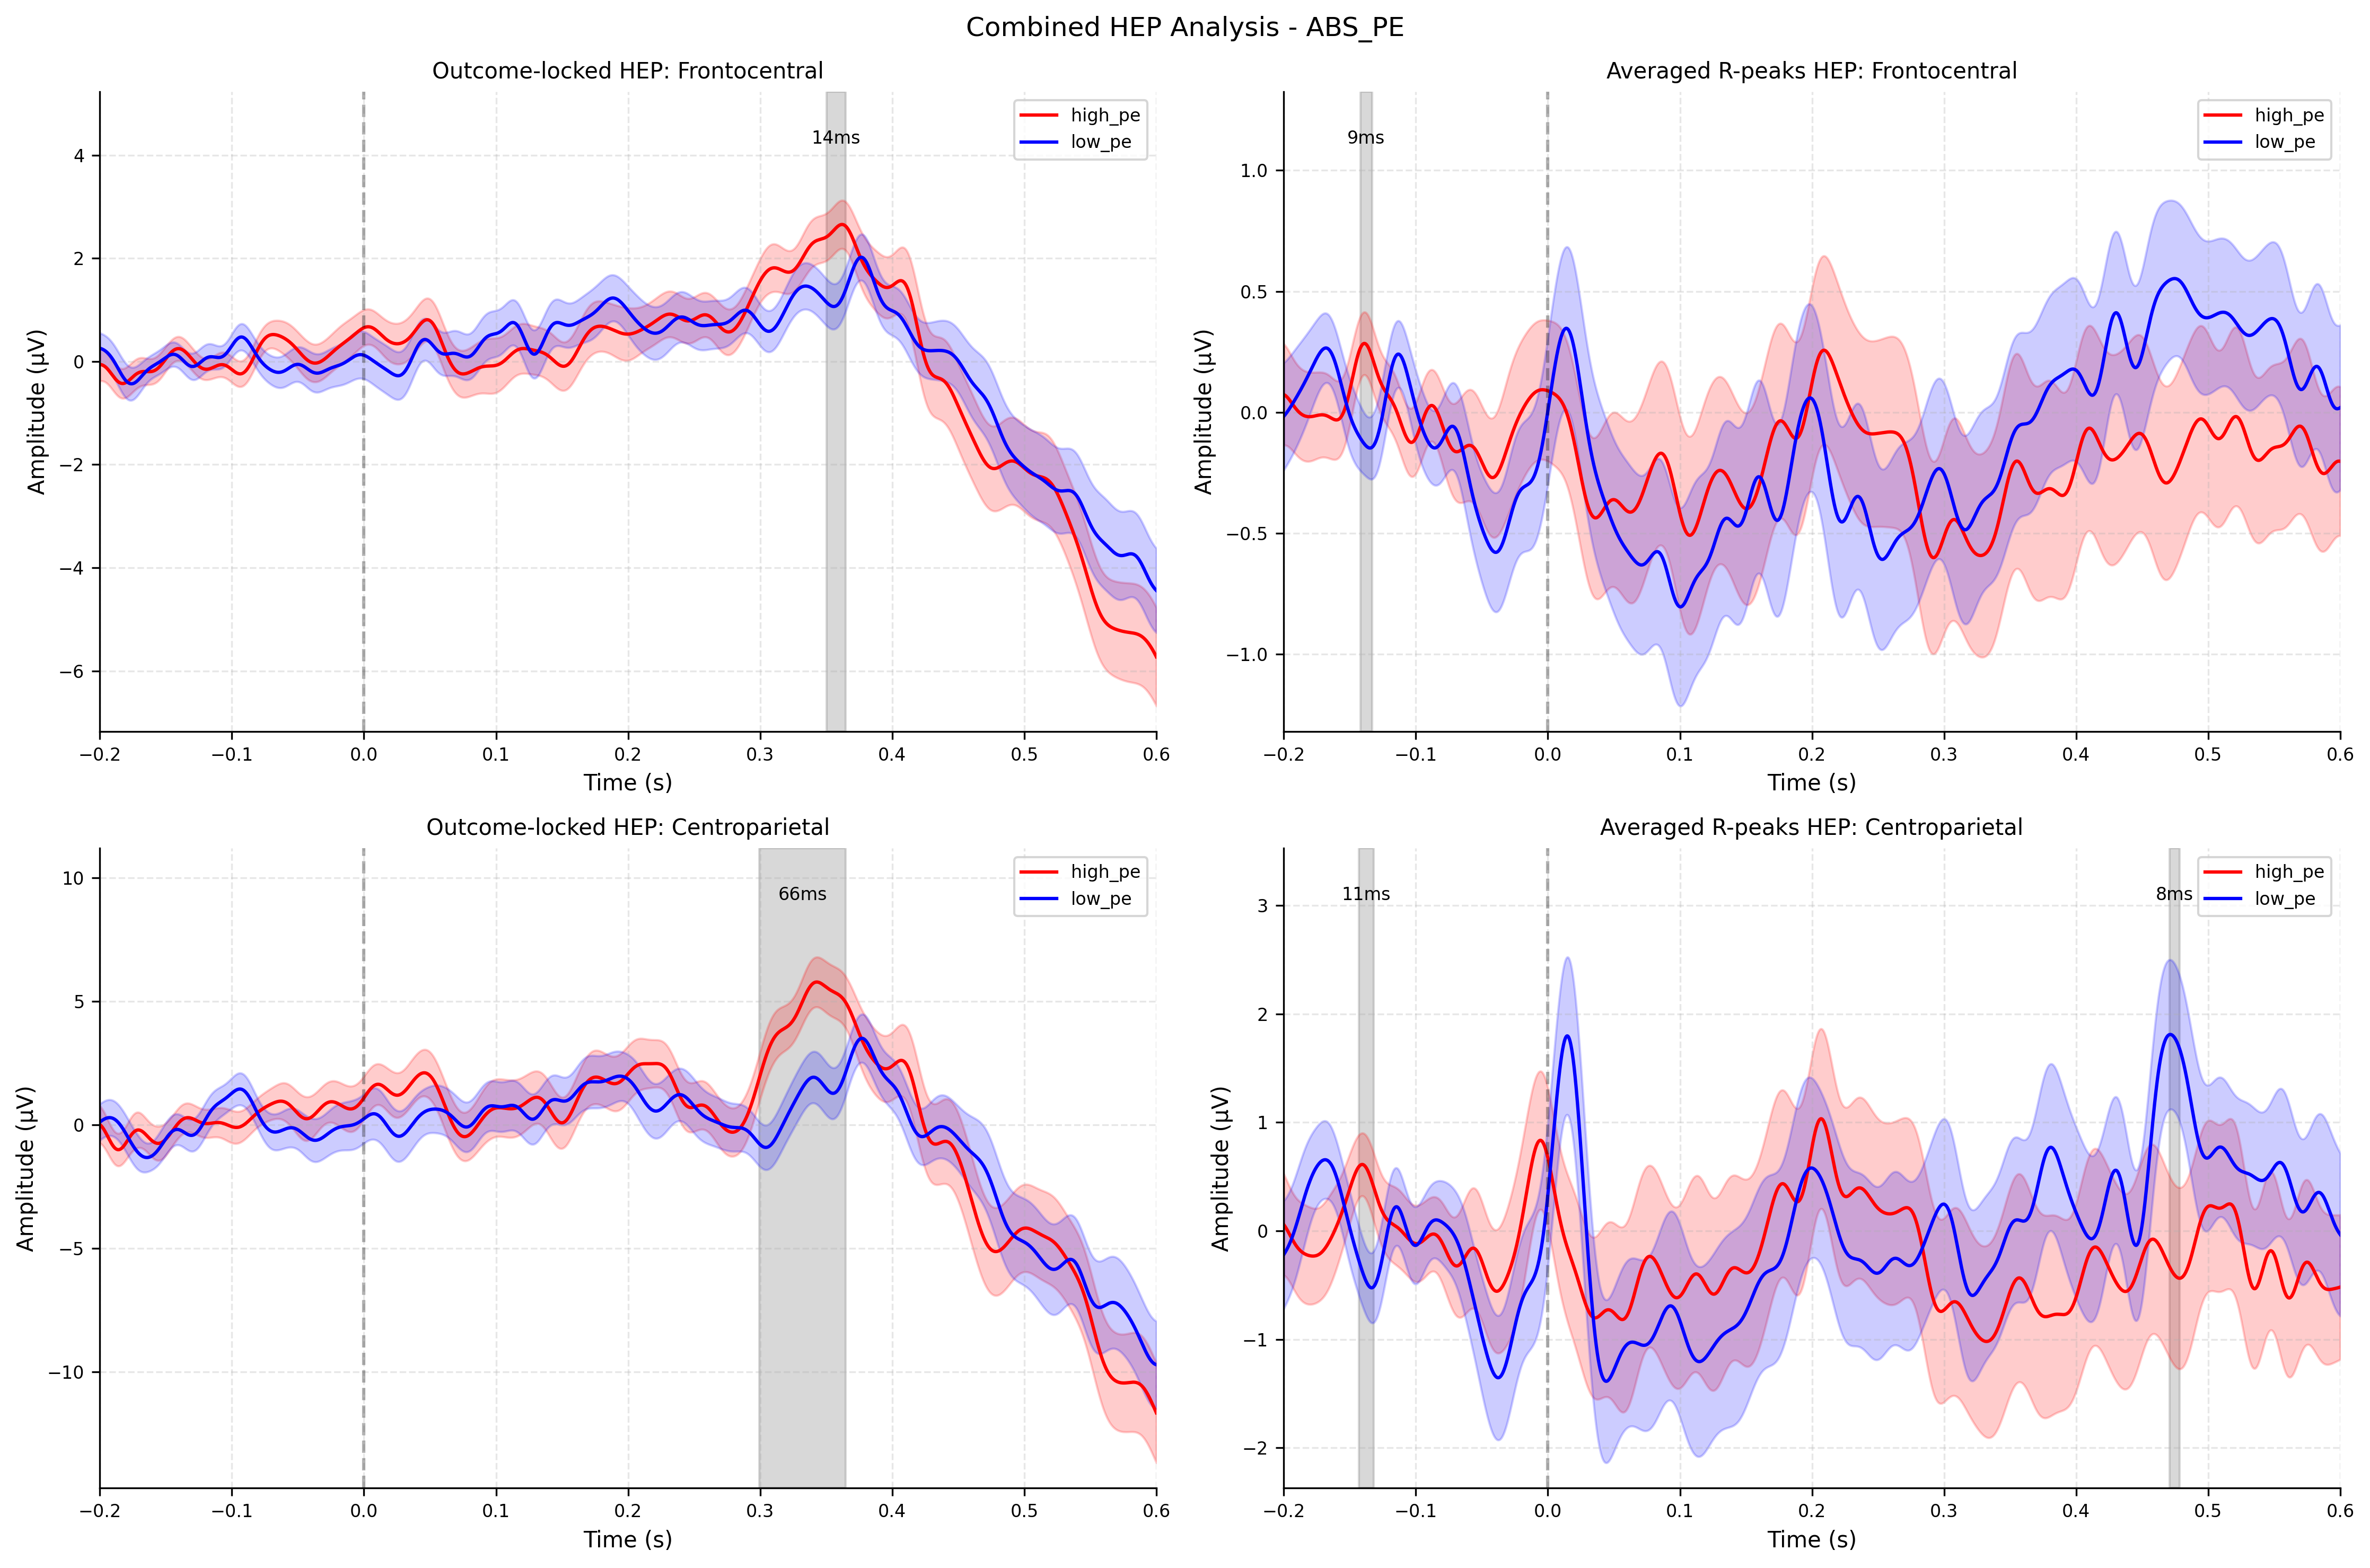 Combined HEP Analysis - ABS_PE
Outcome-locked HEP: Frontocentral
14ms
high_pe
low_pe
4
2
0
−2
−4
−6
Amplitude (μV)
−0.2 −0.1 0.0 0.1 0.2 0.3 0.4 0.5 0.6
Time (s)
Averaged R-peaks HEP: Frontocentral
9ms
high_pe
low_pe
1.0
0.5
0.0
−0.5
−1.0
Amplitude (μV)
−0.2 −0.1 0.0 0.1 0.2 0.3 0.4 0.5 0.6
Time (s)
Outcome-locked HEP: Centroparietal
66ms
high_pe
low_pe
10
5
0
−5
−10
Amplitude (μV)
−0.2 −0.1 0.0 0.1 0.2 0.3 0.4 0.5 0.6
Time (s)
Averaged R-peaks HEP: Centroparietal
11ms
8ms
high_pe
low_pe
3
2
1
0
−1
−2
Amplitude (μV)
−0.2 −0.1 0.0 0.1 0.2 0.3 0.4 0.5 0.6
Time (s)